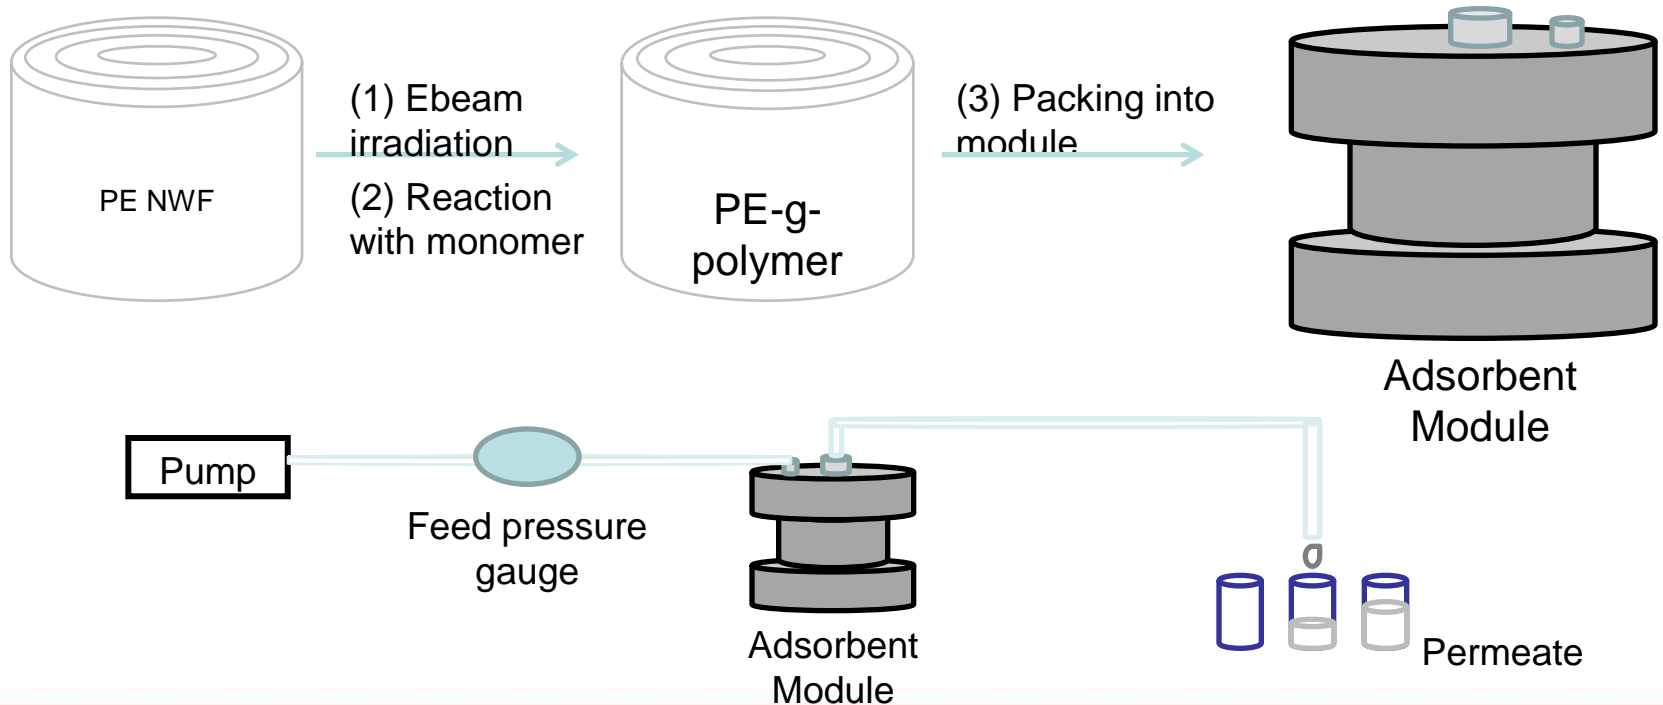 PE NWF
(1) Ebeam
irradiation
(2) Reaction
with monomer
PE-g-
polymer
(3) Packing into
module
Adsorbent
Module
Pump
Feed pressure
gauge
Adsorbent
Module
Permeate